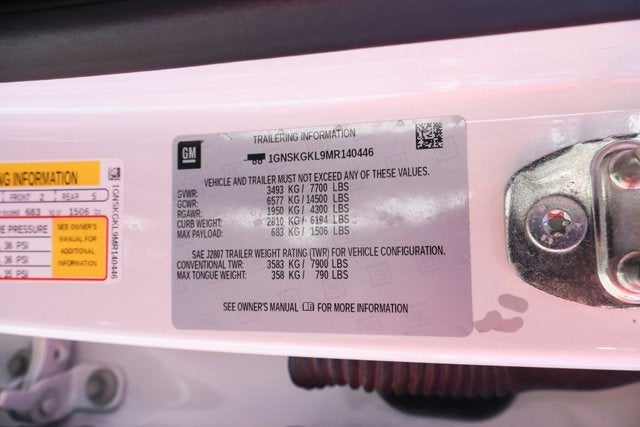 TRAILERING INFORMATION
GM
1GNSKGKL9MR140446
VEHICLE AND TRAILER MUST NOT EXCEED ANY OF THESE VALUES.
GVWR: 3493 KG / 7700 LBS
GCWR: 6577 KG / 14500 LBS
RGAWR: 1950 KG / 4300 LBS
CURB WEIGHT: 2810 KG / 6194 LBS
MAX PAYLOAD: 683 KG / 1506 LBS
SAE J2807 TRAILER WEIGHT RATING (TWR) FOR VEHICLE CONFIGURATION.
CONVENTIONAL TWR: 3583 KG / 7900 LBS
MAX TONGUE WEIGHT: 358 KG / 790 LBS
SEE OWNER'S MANUAL FOR MORE INFORMATION
NG INFORMATION
FRONT 2 REAR 5
683 KG 1506
E PRESSURE
, 36 PSI
, 36 PSI
, 35 PSI
SEE OWNER'S
MANUAL FOR
ADDITIONAL
INFORMATION
1GNSKGKL9MR140446